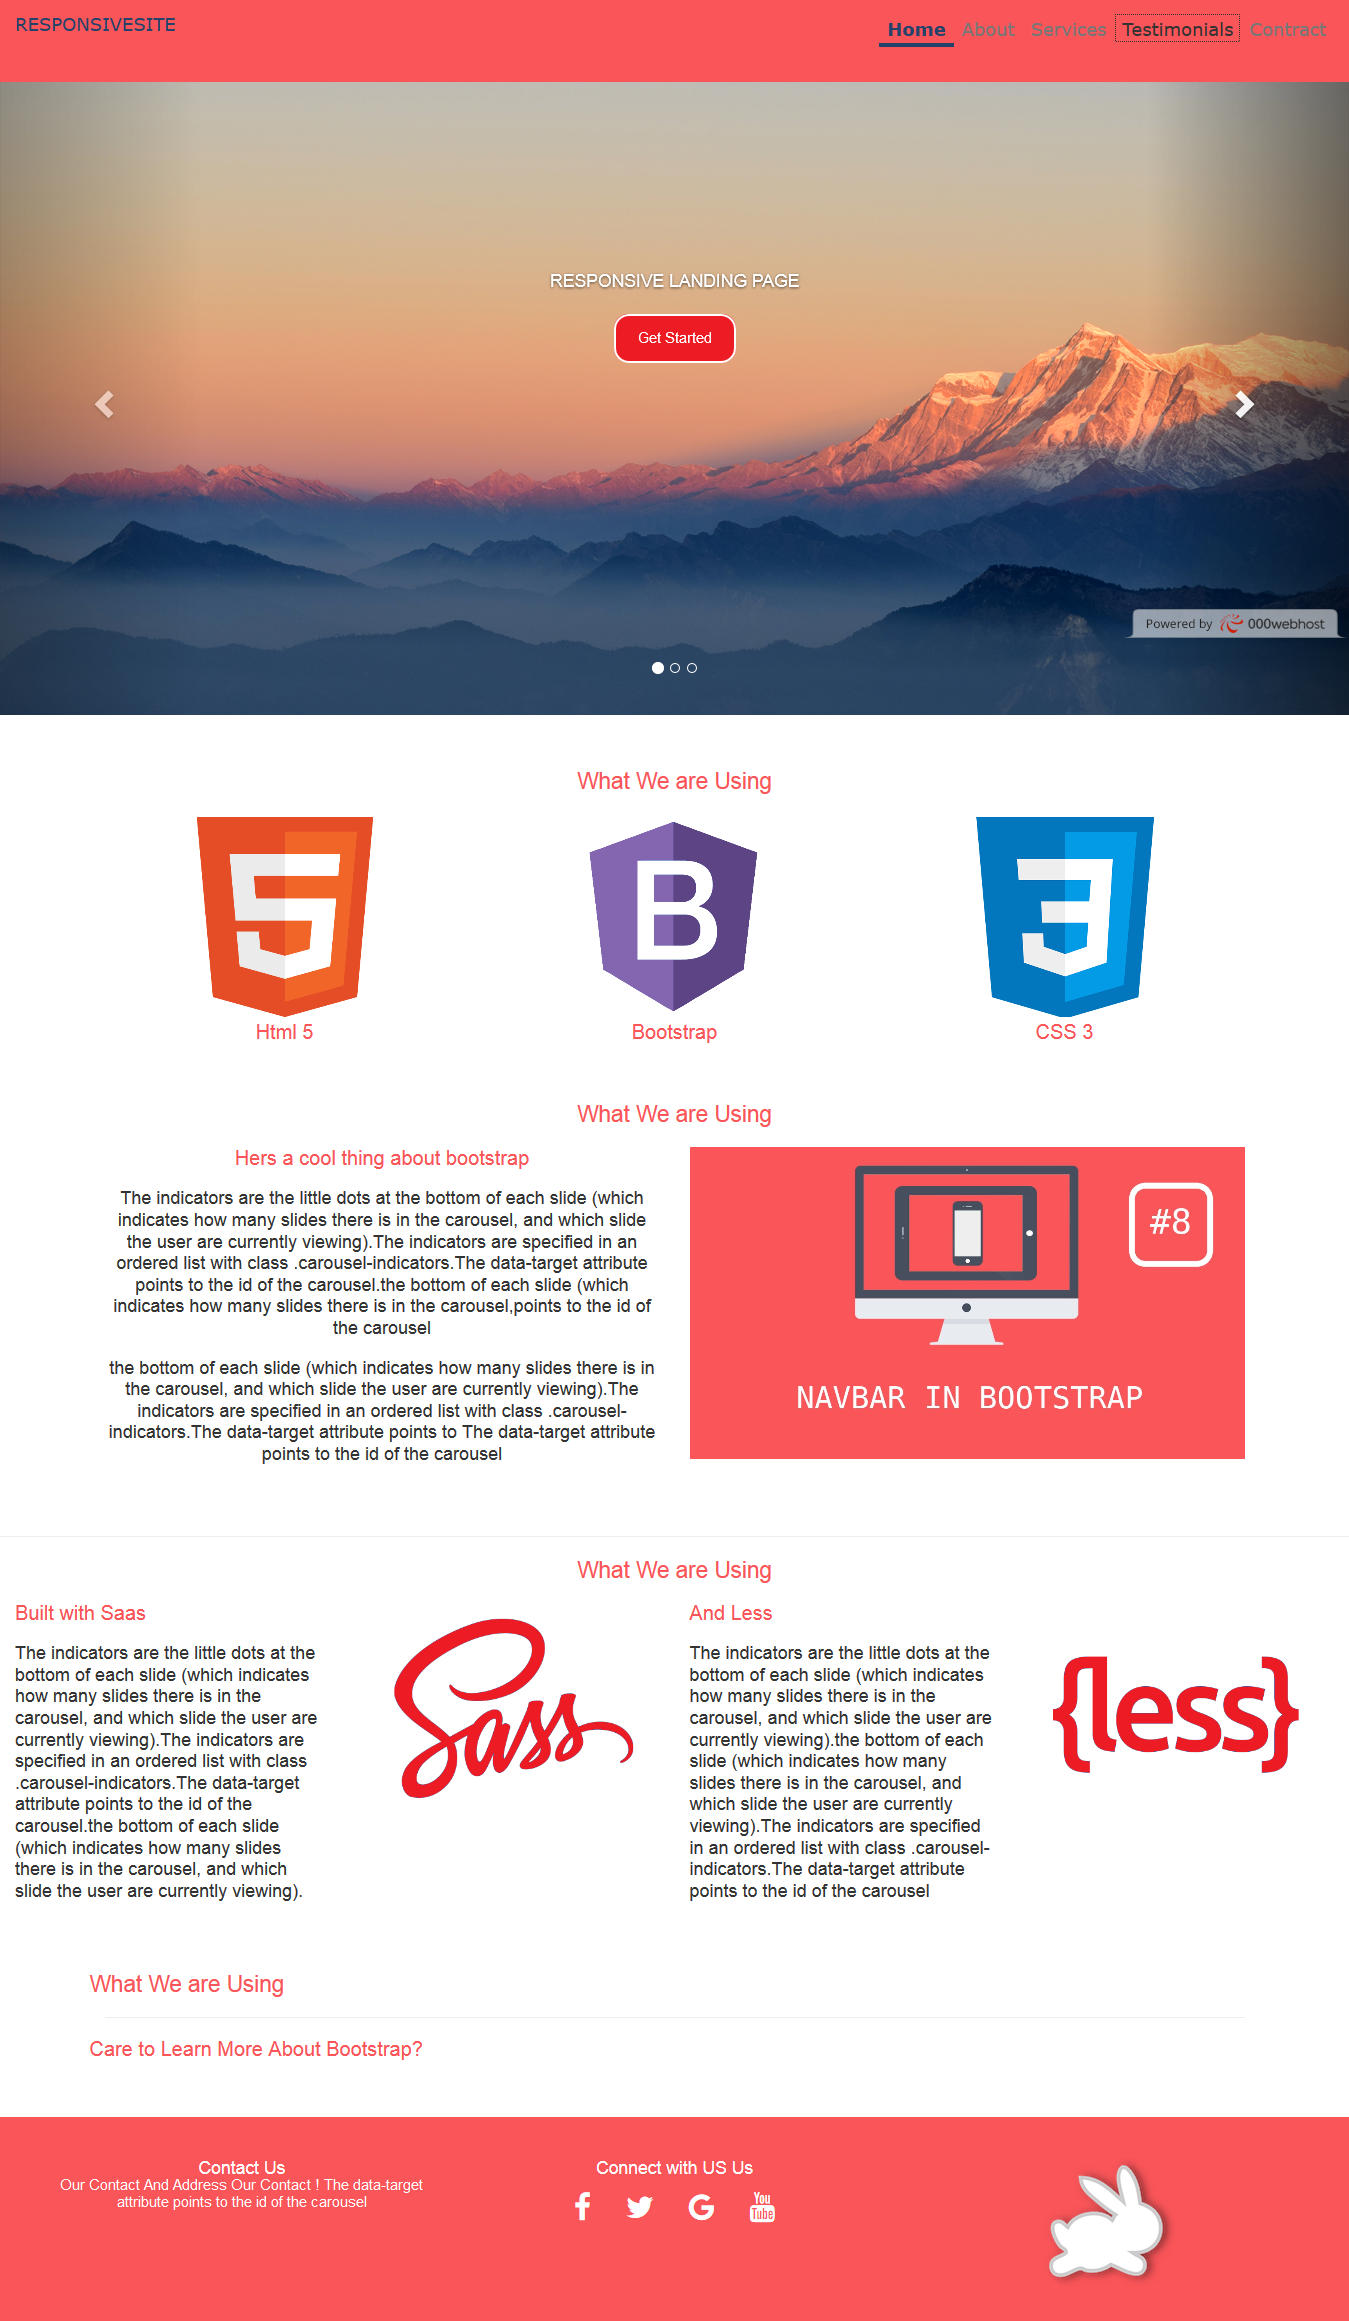 RESPONSIVESITE
Home About Services Testimonials Contract
RESPONSIVE LANDING PAGE
Get Started
Powered by 000webhost
What We are Using
5 B 3
Html 5 Bootstrap CSS 3
What We are Using
Hers a cool thing about bootstrap
The indicators are the little dots at the bottom of each slide (which
indicates how many slides there is in the carousel, and which slide
the user are currently viewing).The indicators are specified in an
ordered list with class .carousel-indicators.The data-target attribute
points to the id of the carousel.the bottom of each slide (which
indicates how many slides there is in the carousel,points to the id of
the carousel
the bottom of each slide (which indicates how many slides there is in
the carousel, and which slide the user are currently viewing).The
indicators are specified in an ordered list with class .carousel-
indicators.The data-target attribute points to The data-target attribute
points to the id of the carousel
#8
NAVBAR IN BOOTSTRAP
What We are Using
Built with Saas
The indicators are the little dots at the
bottom of each slide (which indicates
how many slides there is in the
carousel, and which slide the user are
currently viewing).The indicators are
specified in an ordered list with class
.carousel-indicators.The data-target
attribute points to the id of the
carousel.the bottom of each slide
(which indicates how many slides
there is in the carousel, and which
slide the user are currently viewing).
Sass
And Less
The indicators are the little dots at the
bottom of each slide (which indicates
how many slides there is in the
carousel, and which slide the user are
currently viewing).the bottom of each
slide (which indicates how many
slides there is in the carousel, and
which slide the user are currently
viewing).The indicators are specified
in an ordered list with class .carousel-
indicators.The data-target attribute
points to the id of the carousel
{less}
What We are Using
Care to Learn More About Bootstrap?
Contact Us
Our Contact And Address Our Contact ! The data-target
attribute points to the id of the carousel
Connect with US Us
f G You Tube